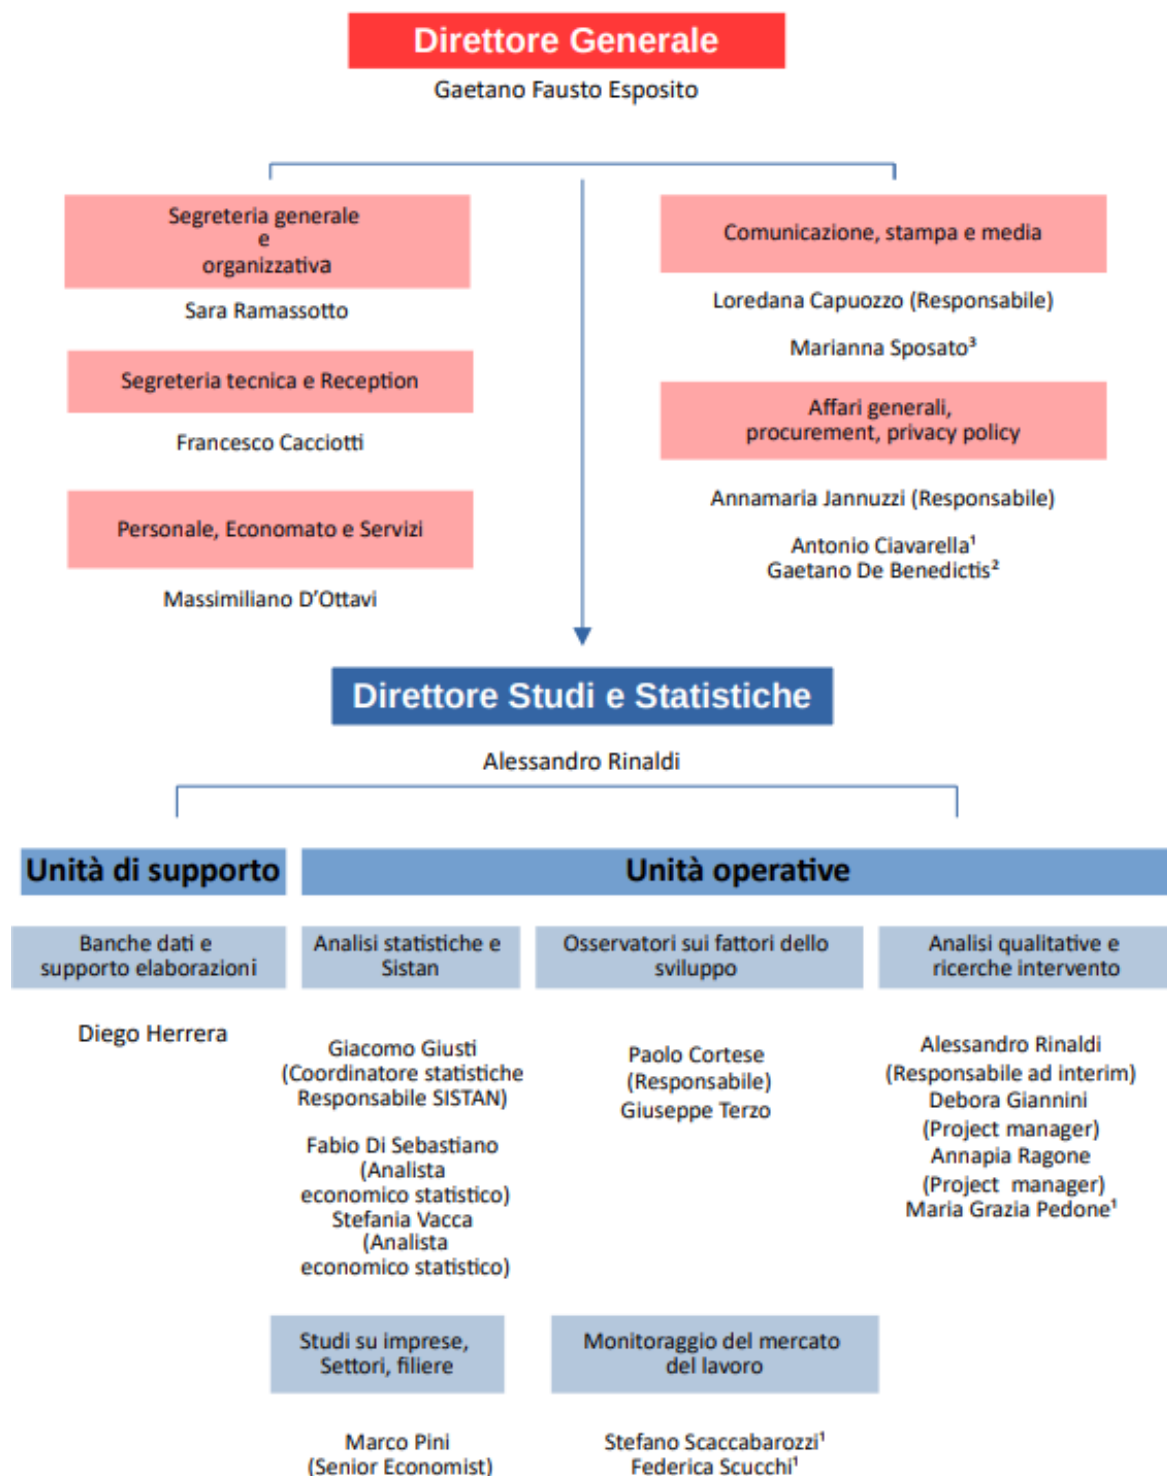 Direttore Generale
Gaetano Fausto Esposito
Segreteria generale
e
organizzativa
Sara Ramassotto
Segreteria tecnica e Reception
Francesco Cacciotti
Personale, Economato e Servizi
Massimiliano D’Ottavi
Comunicazione, stampa e media
Loredana Capuozzo (Responsabile)
Marianna Sposato³
Affari generali,
procurement, privacy policy
Annamaria Jannuzzi (Responsabile)
Antonio Ciavarella¹
Gaetano De Benedictis²
Direttore Studi e Statistiche
Alessandro Rinaldi
Unità di supporto
Unità operative
Banche dati e
supporto elaborazioni
Diego Herrera
Analisi statistiche e
Sistan
Giacomo Giusti
(Coordinatore statistiche
Responsabile SISTAN)
Fabio Di Sebastiano
(Analista
economico statistico)
Stefania Vacca
(Analista
economico statistico)
Osservatori sui fattori dello
sviluppo
Paolo Cortese
(Responsabile)
Giuseppe Terzo
Analisi qualitative e
ricerche intervento
Alessandro Rinaldi
(Responsabile ad interim)
Debora Giannini
(Project manager)
Annapia Ragone
(Project manager)
Maria Grazia Pedone¹
Studi su imprese,
Settori, filiere
Marco Pini
(Senior Economist)
Monitoraggio del mercato
del lavoro
Stefano Scaccabarozzi¹
Federica Scucchi¹